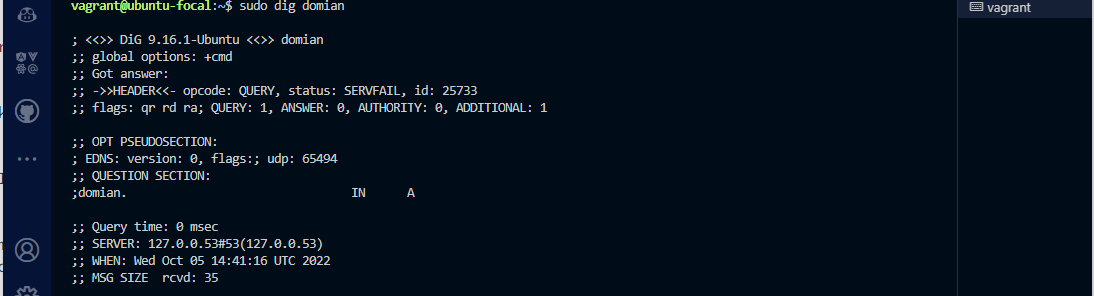 vagrant@ubuntu-focal:~$ sudo dig domian
vagrant
; <<>> DiG 9.16.1-Ubuntu <<>> domian
;; global options: +cmd
;; Got answer:
;; ->>HEADER<<- opcode: QUERY, status: SERVFAIL, id: 25733
;; flags: qr rd ra; QUERY: 1, ANSWER: 0, AUTHORITY: 0, ADDITIONAL: 1
;; OPT PSEUDOSECTION:
; EDNS: version: 0, flags:; udp: 65494
;; QUESTION SECTION:
;domian. IN A
;; Query time: 0 msec
;; SERVER: 127.0.0.53#53(127.0.0.53)
;; WHEN: Wed Oct 05 14:41:16 UTC 2022
;; MSG SIZE rcvd: 35